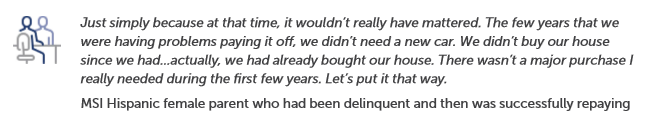 Just simply because at that time, it wouldn’t really have mattered. The few years that we
were having problems paying it off, we didn’t need a new car. We didn’t buy our house
since we had...actually, we had already bought our house. There wasn’t a major purchase I
really needed during the first few years. Let’s put it that way.
MSI Hispanic female parent who had been delinquent and then was successfully repaying